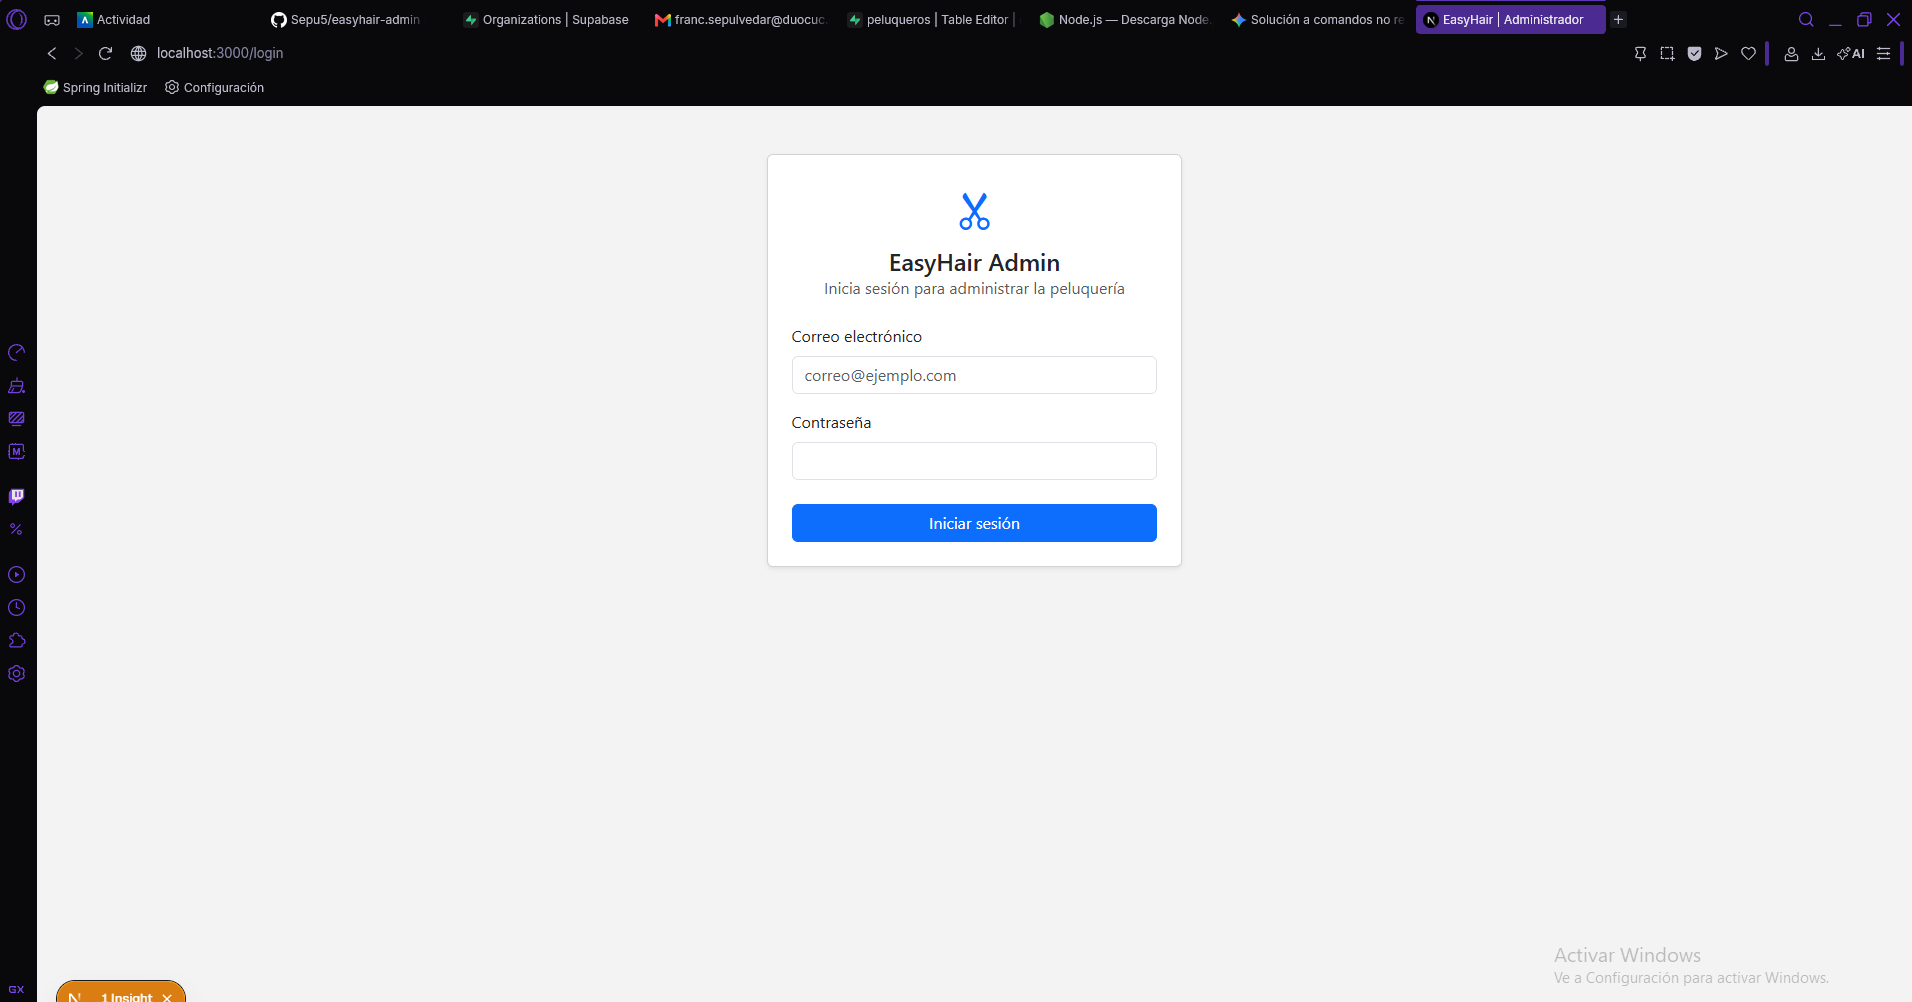 Actividad
Sepu5/easyhair-admin
Organizations | Supabase
franc.sepulvedar@duocuc.
peluqueros | Table Editor |
Node.js — Descarga Node.
Solución a comandos no re
N EasyHair | Administrador
localhost:3000/login
AI
Spring Initializr
Configuración
M
EasyHair Admin
Inicia sesión para administrar la peluquería
Correo electrónico
correo@ejemplo.com
Contraseña
Iniciar sesión
Activar Windows
Ve a Configuración para activar Windows.
GX
N 1 Insight